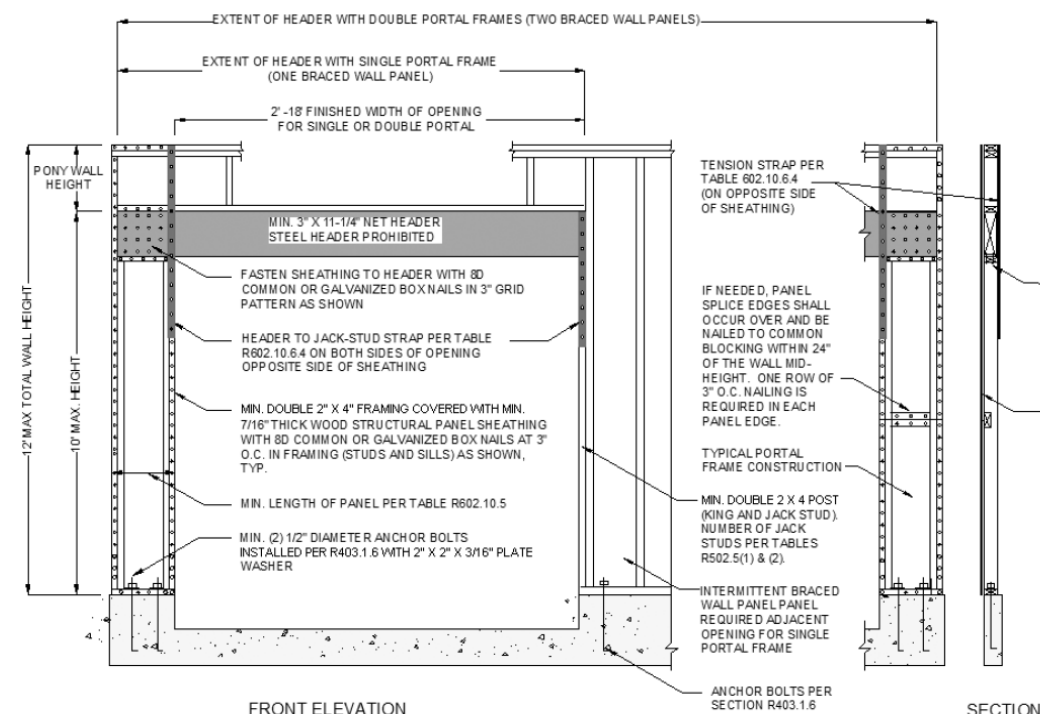 EXTENT OF HEADER WITH DOUBLE PORTAL FRAMES (TWO BRACED WALL PANELS)
EXTENT OF HEADER WITH SINGLE PORTAL FRAME
(ONE BRACED WALL PANEL)
2' -18' FINISHED WIDTH OF OPENING
FOR SINGLE OR DOUBLE PORTAL
PONY WALL
HEIGHT
12' MAX TOTAL WALL HEIGHT
10' MAX. HEIGHT
MIN. 3" X 11-1/4" NET HEADER
STEEL HEADER PROHIBITED
FASTEN SHEATHING TO HEADER WITH 8D
COMMON OR GALVANIZED BOX NAILS IN 3" GRID
PATTERN AS SHOWN
HEADER TO JACK-STUD STRAP PER TABLE
R602.10.6.4 ON BOTH SIDES OF OPENING
OPPOSITE SIDE OF SHEATHING
MIN. DOUBLE 2" X 4" FRAMING COVERED WITH MIN.
7/16" THICK WOOD STRUCTURAL PANEL SHEATHING
WITH 8D COMMON OR GALVANIZED BOX NAILS AT 3"
O.C. IN FRAMING (STUDS AND SILLS) AS SHOWN,
TYP.
MIN. LENGTH OF PANEL PER TABLE R602.10.5
MIN. (2) 1/2" DIAMETER ANCHOR BOLTS
INSTALLED PER R403.1.6 WITH 2" X 2" X 3/16" PLATE
WASHER
TENSION STRAP PER
TABLE 602.10.6.4
(ON OPPOSITE SIDE
OF SHEATHING)
IF NEEDED, PANEL
SPLICE EDGES SHALL
OCCUR OVER AND BE
NAILED TO COMMON
BLOCKING WITHIN 24"
OF THE WALL MID-
HEIGHT. ONE ROW OF
3" O.C. NAILING IS
REQUIRED IN EACH
PANEL EDGE.
TYPICAL PORTAL
FRAME CONSTRUCTION
MIN. DOUBLE 2 X 4 POST
(KING AND JACK STUD).
NUMBER OF JACK
STUDS PER TABLES
R502.5(1) & (2).
INTERMITTENT BRACED
WALL PANEL PANEL
REQUIRED ADJACENT
OPENING FOR SINGLE
PORTAL FRAME
ANCHOR BOLTS PER
SECTION R403.1.6
FRONT ELEVATION
SECTION